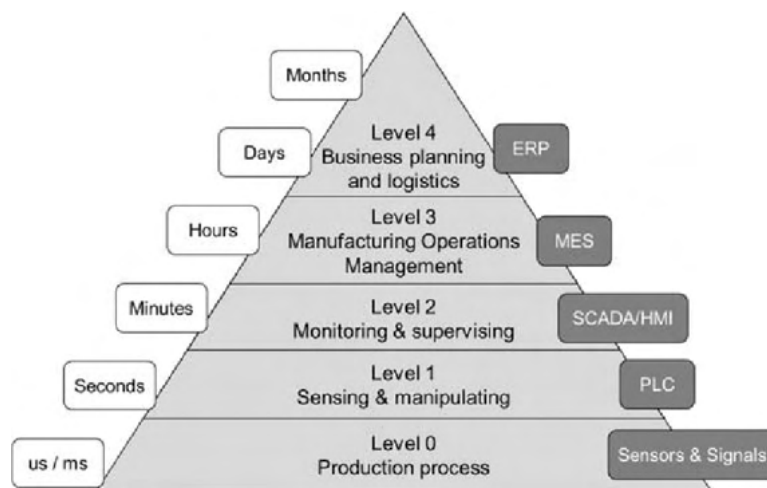 Months
Level 4
Business planning
and logistics
Days
ERP
Level 3
Manufacturing Operations
Management
Hours
MES
Level 2
Monitoring & supervising
Minutes
SCADA/HMI
Level 1
Sensing & manipulating
Seconds
PLC
Level 0
Production process
us / ms
Sensors & Signals